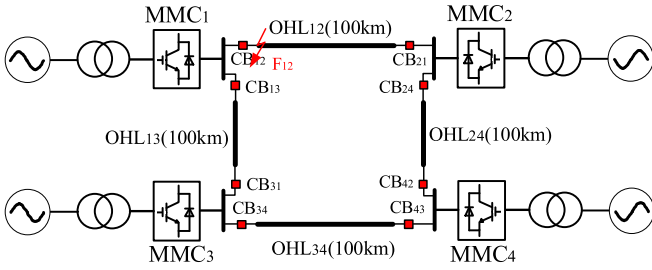 MMC1
OHL12(100km)
MMC2
CB12
F12
CB21
CB13
CB24
OHL13(100km)
OHL24(100km)
CB31
CB42
CB34
CB43
MMC3
OHL34(100km)
MMC4